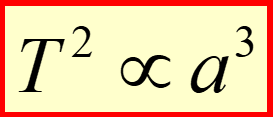 T² ∝ a³